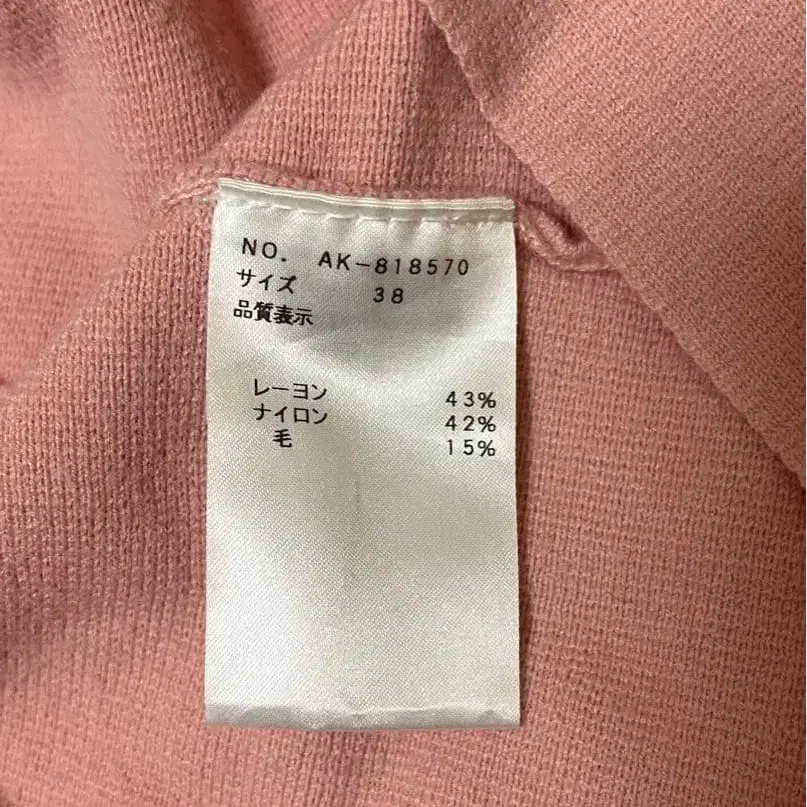 NO. AK-818570
サイズ 38
品質表示
レーヨン 43%
ナイロン 42%
毛 15%